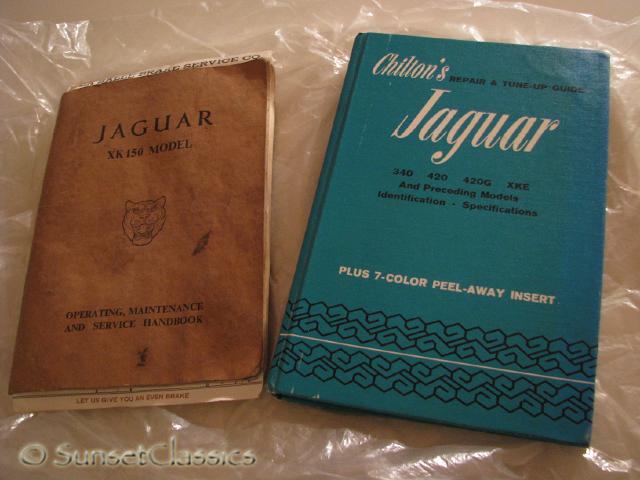 BRAKE SERVICE CO
JAGUAR
XK150 MODEL
OPERATING, MAINTENANCE
AND SERVICE HANDBOOK
LET US GIVE YOU AN EVEN BRAKE
Chilton's REPAIR & TUNE-UP GUIDE
Jaguar
340 420 420G XKE
And Preceding Models
Identification - Specifications
PLUS 7-COLOR PEEL-AWAY INSERT
© SunsetClassics